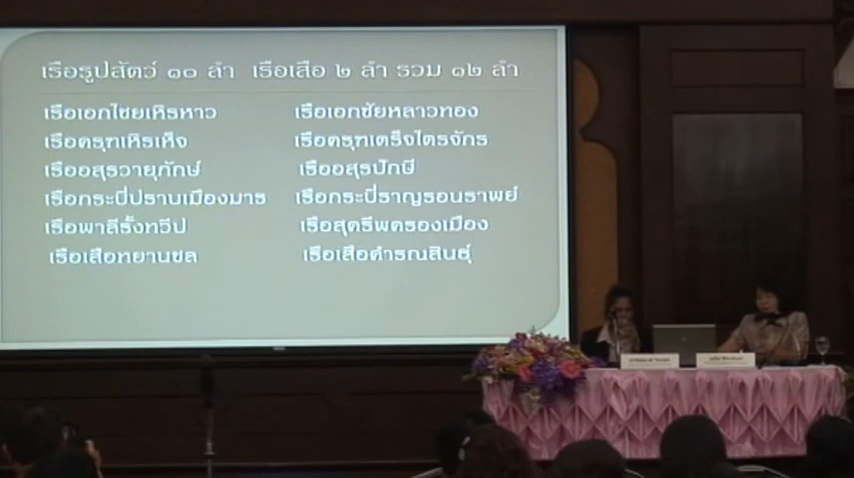 เรือรูปสัตว์ ๑๐ ลำ เรือเสือ ๒ ลำ รวม ๑๒ ลำ
เรือเอกไชยเหิรหาว เรือเอกชัยหลาวทอง
เรือครุฑเหิรเห็จ เรือครุฑเตร็จไตรจักร
เรืออสุรวายุภักษ์ เรืออสุรปักษี
เรือกระบี่ปราบเมืองมาร เรือกระบี่ราญรอนราพย์
เรือพาลีรั้งทวีป เรือสุครีพครองเมือง
เรือเสือทยานชล เรือเสือคำรณสินธุ์